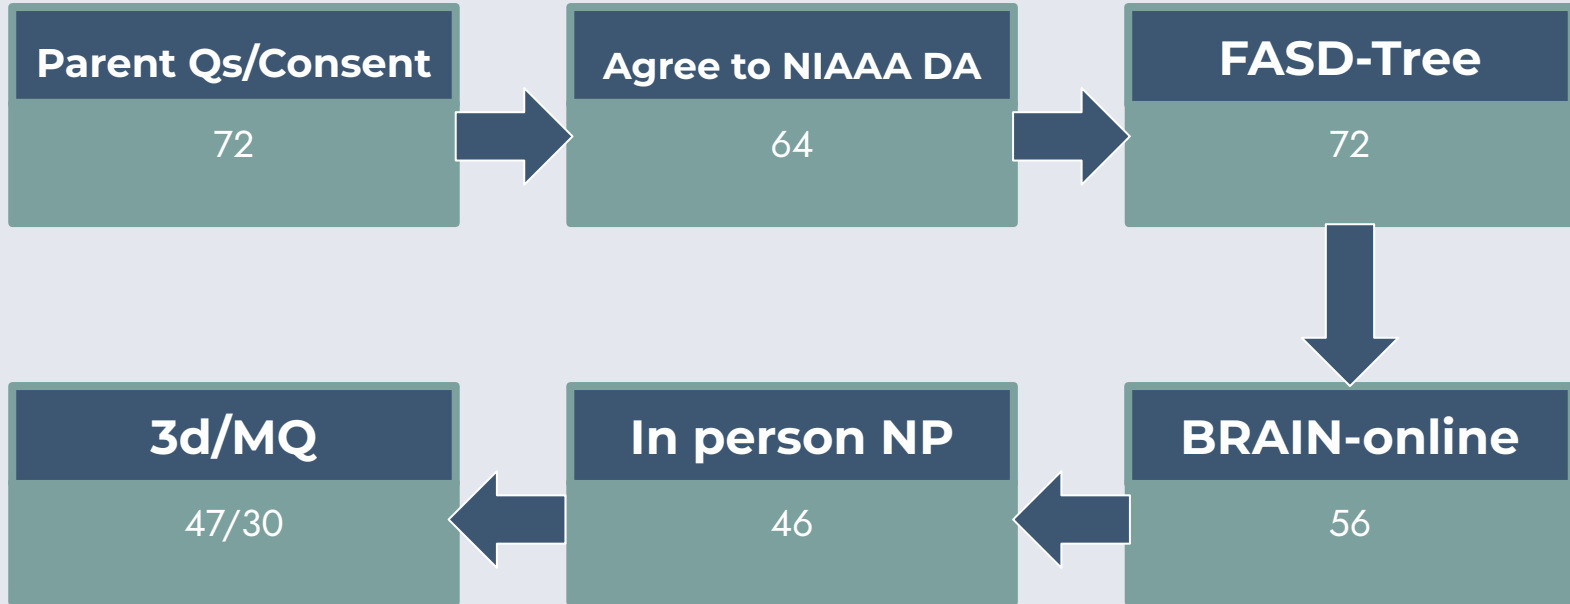 Parent Qs/Consent
72
Agree to NIAAA DA
64
FASD-Tree
72
BRAIN-online
56
In person NP
46
3d/MQ
47/30